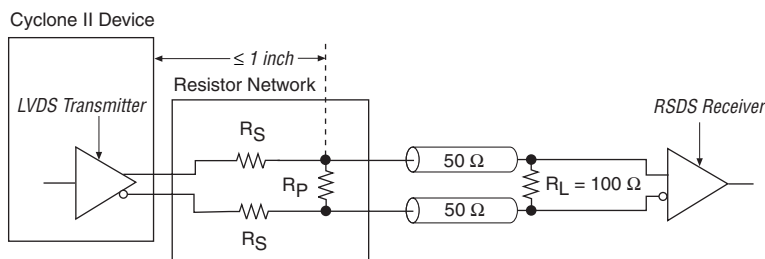 Cyclone II Device
≤ 1 inch
Resistor Network
LVDS Transmitter
RSDS Receiver
RS
50 Ω
RP
RL = 100 Ω
50 Ω
RS